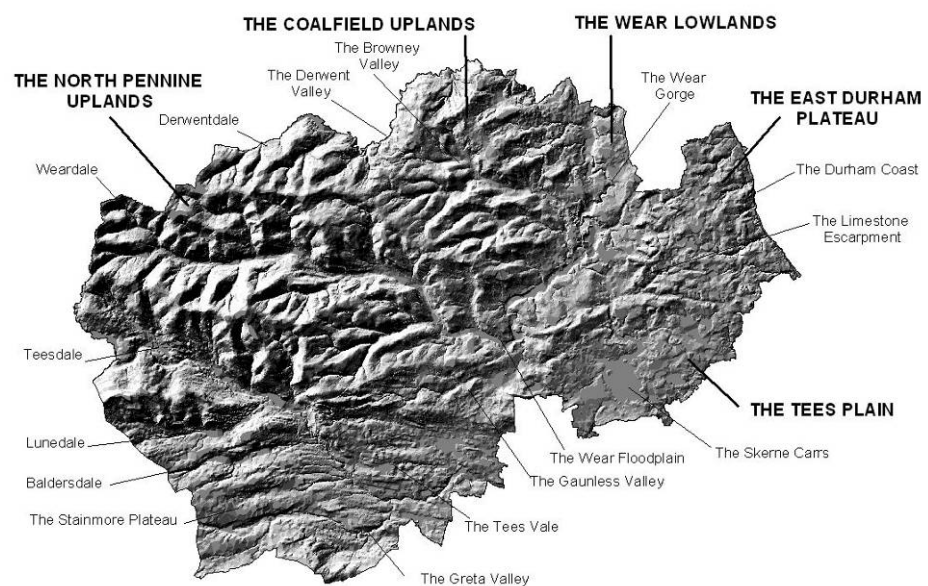 THE COALFIELD UPLANDS
THE WEAR LOWLANDS
The Browney
Valley
THE NORTH PENNINE
UPLANDS
The Derwent
Valley
The Wear
Gorge
THE EAST DURHAM
PLATEAU
Derwentdale
Weardale
The Durham Coast
The Limestone
Escarpment
Teesdale
THE TEES PLAIN
Lunedale
The Wear Floodplain
The Skerne Carrs
Baldersdale
The Gaunless Valley
The Stainmore Plateau
The Tees Vale
The Greta Valley